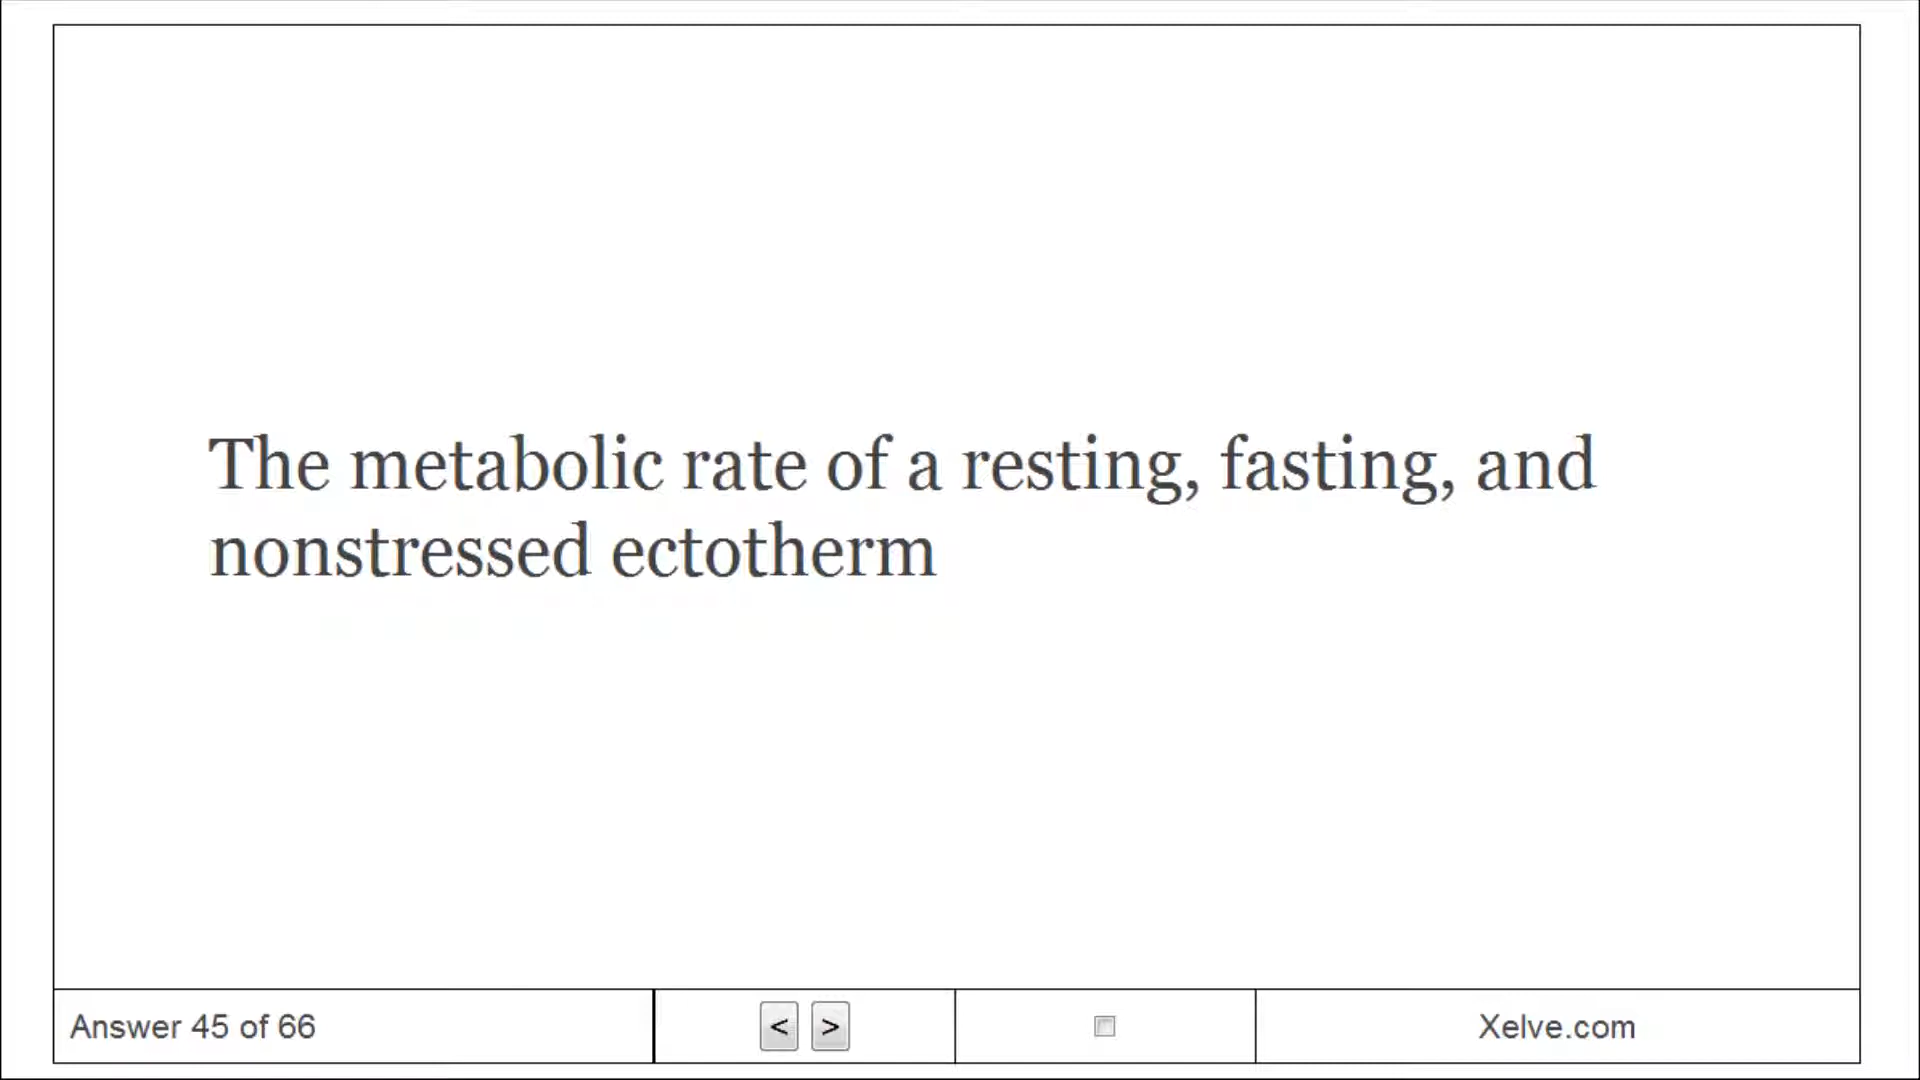 The metabolic rate of a resting, fasting, and
nonstressed ectotherm
Answer 45 of 66
< >
Xelve.com